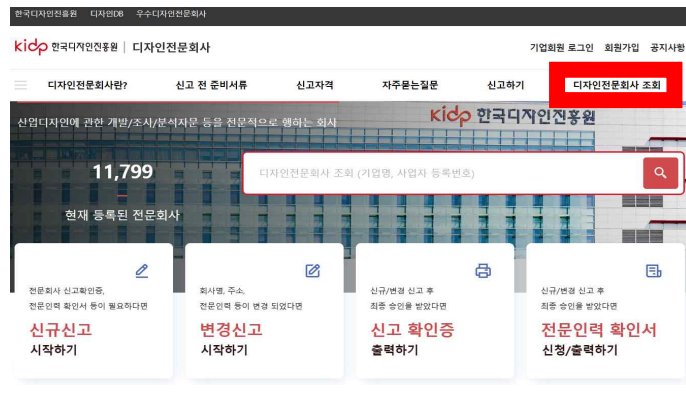 한국디자인진흥원 디자인DB 우수디자인전문회사
kidp 한국디자인진흥원 디자인전문회사
기업회원 로그인 회원가입 공지사항
디자인전문회사란? 신고 전 준비서류 신고자격 자주묻는질문 신고하기 디자인전문회사 조회
kidp 한국디자인진흥원
산업디자인에 관한 개발/조사/분석자문 등을 전문적으로 행하는 회사
11,799
디자인전문회사 조회 (기업명, 사업자 등록번호)
현재 등록된 전문회사
전문회사 신고확인증,
전문인력 확인서 등이 필요하다면
신규신고
시작하기
회사명, 주소,
전문인력 등이 변경 되었다면
변경신고
시작하기
신규/변경 신고 후
최종 승인을 받았다면
신고 확인증
출력하기
신규/변경 신고 후
최종 승인을 받았다면
전문인력 확인서
신청/출력하기